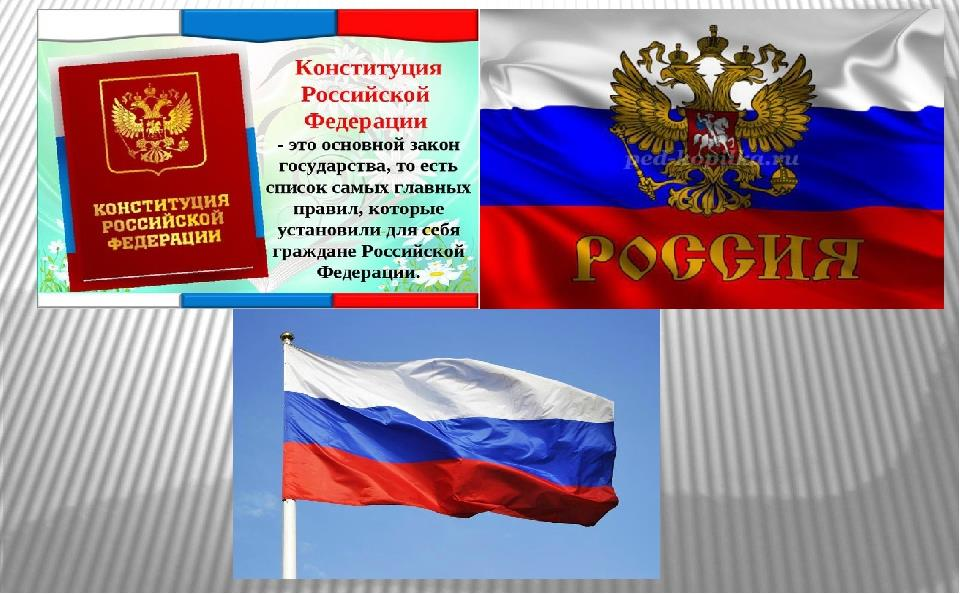 КОНСТИТУЦИЯ
РОССИЙСКОЙ
ФЕДЕРАЦИИ
Конституция
Российской
Федерации
- это основной закон
государства, то есть
список самых главных
правил, которые
установили для себя
граждане Российской
Федерации.
ped-kopilka.ru
РОССИЯ